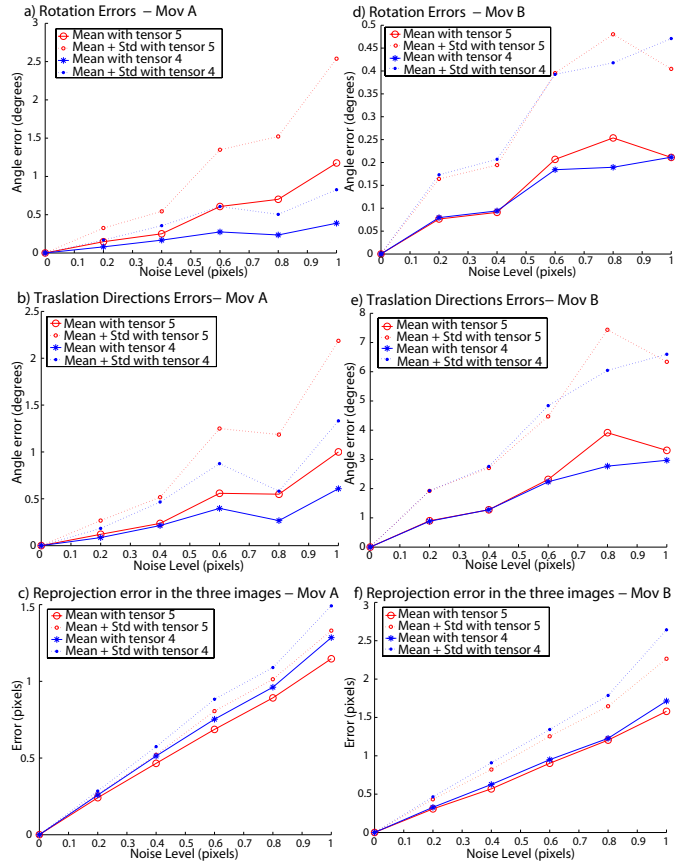 a) Rotation Errors – Mov A
3
2.5
2
1.5
1
0.5
0
Angle error (degrees)
Mean with tensor 5
Mean + Std with tensor 5
Mean with tensor 4
Mean + Std with tensor 4
0 0.1 0.2 0.3 0.4 0.5 0.6 0.7 0.8 0.9 1
Noise Level (pixels)
b) Traslation Directions Errors– Mov A
2.5
2
1.5
1
0.5
0
Angle error (degrees)
Mean with tensor 5
Mean + Std with tensor 5
Mean with tensor 4
Mean + Std with tensor 4
0 0.1 0.2 0.3 0.4 0.5 0.6 0.7 0.8 0.9 1
Noise Level (pixels)
c) Reprojection error in the three images – Mov A
1.5
1
0.5
0
Error (pixels)
Mean with tensor 5
Mean + Std with tensor 5
Mean with tensor 4
Mean + Std with tensor 4
0 0.1 0.2 0.3 0.4 0.5 0.6 0.7 0.8 0.9 1
Noise Level (pixels)
d) Rotation Errors – Mov B
0.5
0.45
0.4
0.35
0.3
0.25
0.2
0.15
0.1
0.05
0
Angle error (degrees)
Mean with tensor 5
Mean + Std with tensor 5
Mean with tensor 4
Mean + Std with tensor 4
0 0.1 0.2 0.3 0.4 0.5 0.6 0.7 0.8 0.9 1
Noise Level (pixels)
e) Traslation Directions Errors– Mov B
8
7
6
5
4
3
2
1
0
Angle error (degrees)
Mean with tensor 5
Mean + Std with tensor 5
Mean with tensor 4
Mean + Std with tensor 4
0 0.1 0.2 0.3 0.4 0.5 0.6 0.7 0.8 0.9 1
Noise Level (pixels)
f) Reprojection error in the three images – Mov B
3
2.5
2
1.5
1
0.5
0
Error (pixels)
Mean with tensor 5
Mean + Std with tensor 5
Mean with tensor 4
Mean + Std with tensor 4
0 0.1 0.2 0.3 0.4 0.5 0.6 0.7 0.8 0.9 1
Noise Level (pixels)